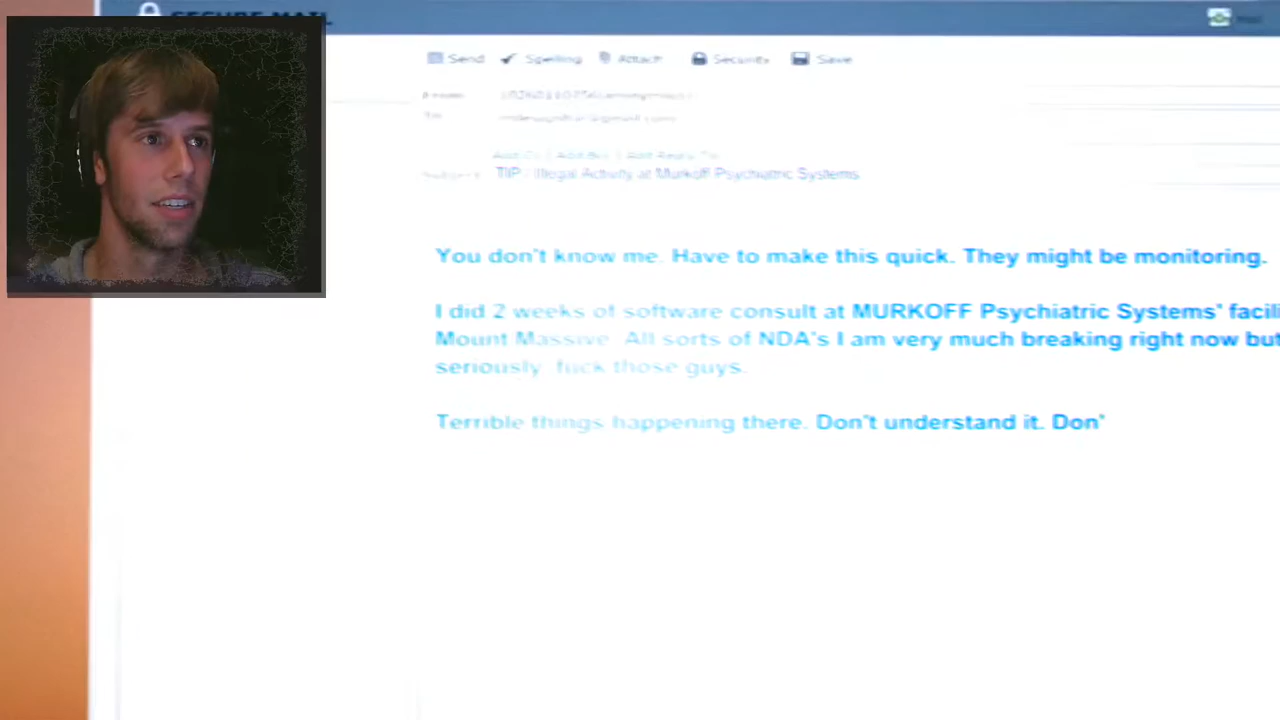 SECURE MAIL
Send Spelling Attach Security Save
Subject TIP : Illegal Activity at Murkoff Psychiatric Systems
You don't know me. Have to make this quick. They might be monitoring.
I did 2 weeks of software consult at MURKOFF Psychiatric Systems' facili
Mount Massive. All sorts of NDA's I am very much breaking right now but
seriously, fuck those guys.
Terrible things happening there. Don't understand it. Don'